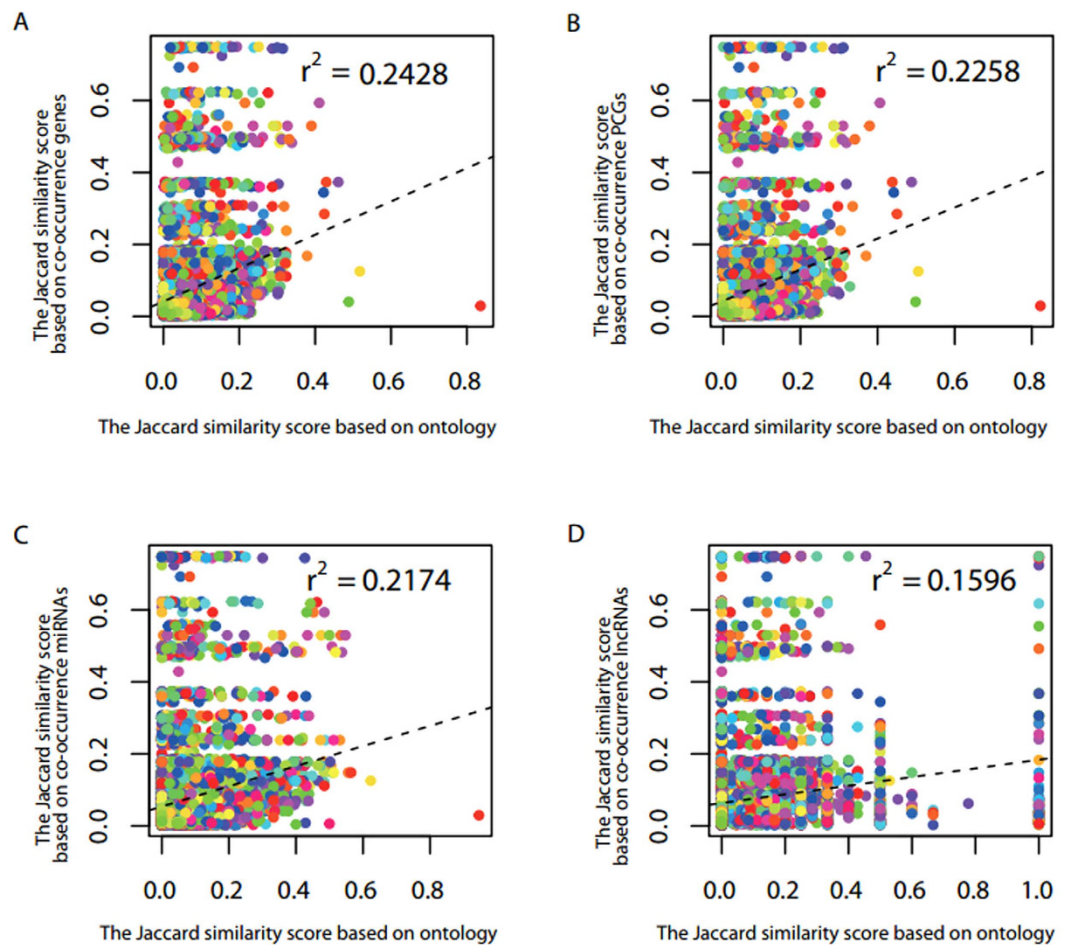 A
The Jaccard similarity score
based on co-occurrence genes
0.0 0.2 0.4 0.6
r2 = 0.2428
0.0 0.2 0.4 0.6 0.8
The Jaccard similarity score based on ontology
B
The Jaccard similarity score
based on co-occurrence PCGs
0.0 0.2 0.4 0.6
r2 = 0.2258
0.0 0.2 0.4 0.6 0.8
The Jaccard similarity score based on ontology
C
The Jaccard similarity score
based on co-occurrence miRNAs
0.0 0.2 0.4 0.6
r2 = 0.2174
0.0 0.2 0.4 0.6 0.8
The Jaccard similarity score based on ontology
D
The Jaccard similarity score
based on co-occurrence lncRNAs
0.0 0.2 0.4 0.6
r2 = 0.1596
0.0 0.2 0.4 0.6 0.8 1.0
The Jaccard similarity score based on ontology